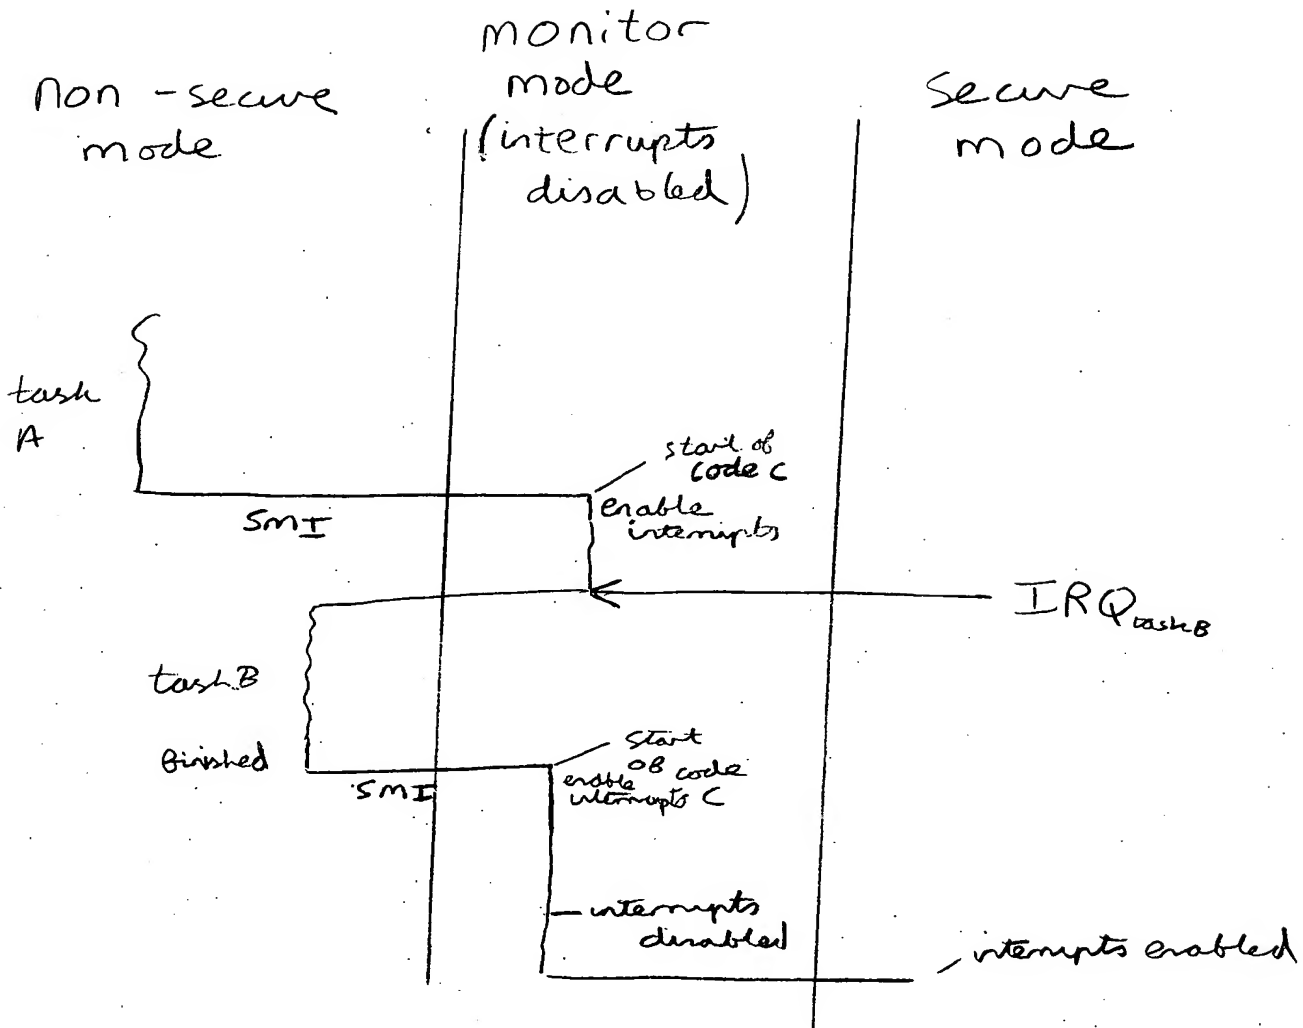 non-secure
mode
monitor
mode
(interrupts
disabled)
secure
mode
task
A
start of
code C
SMI
enable
interrupts
IRQ task B
task B
finished
start
of code
SMI
enable
interrupts C
interrupts
disabled
interrupts enabled